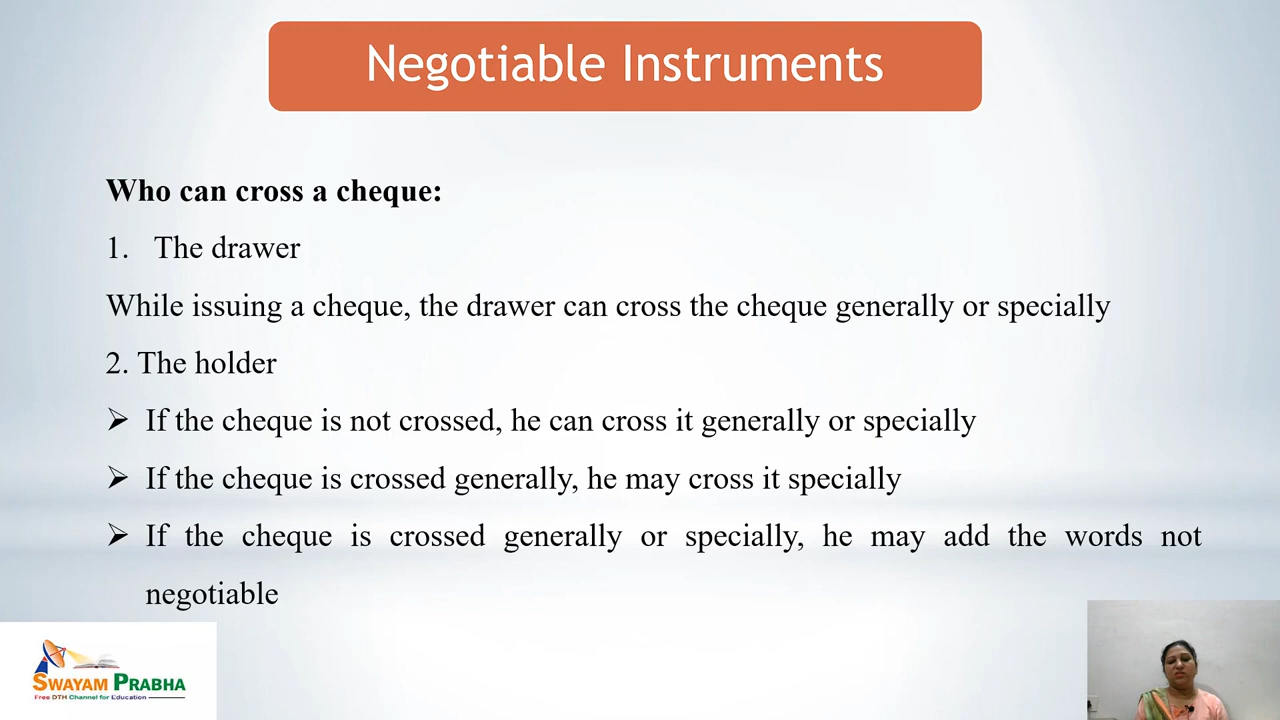 Negotiable Instruments
Who can cross a cheque:
1. The drawer
While issuing a cheque, the drawer can cross the cheque generally or specially
2. The holder
➢ If the cheque is not crossed, he can cross it generally or specially
➢ If the cheque is crossed generally, he may cross it specially
➢ If the cheque is crossed generally or specially, he may add the words not
negotiable
SWAYAM PRABHA
Free DTH Channel for Education